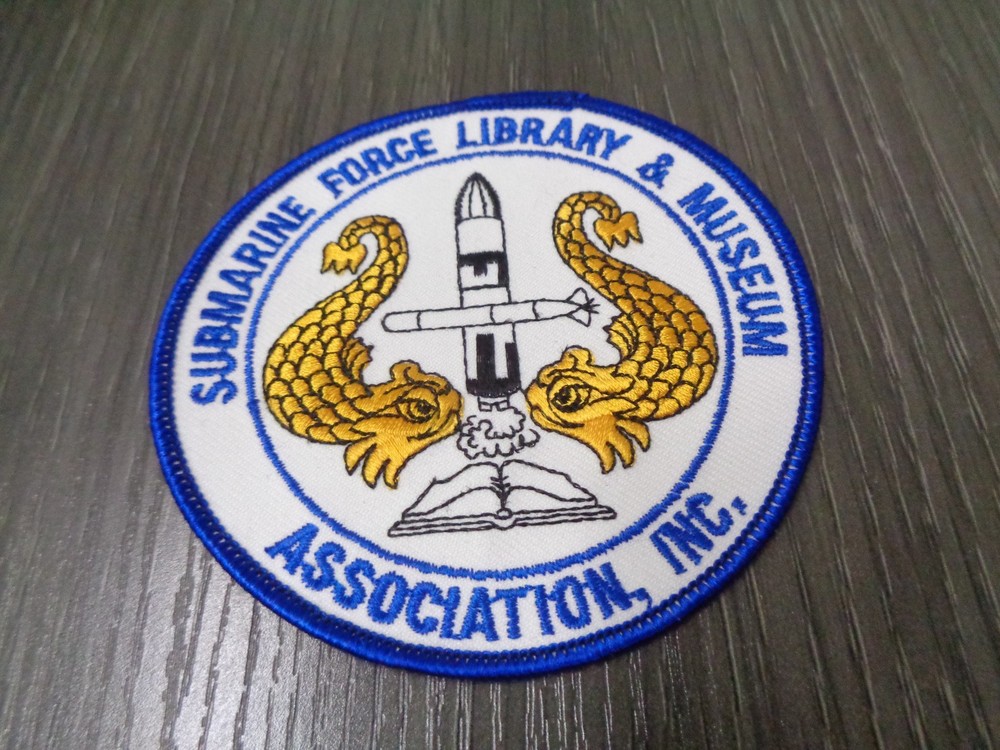 SUBMARINE FORCE LIBRARY & MUSEUM
ASSOCIATION, INC.